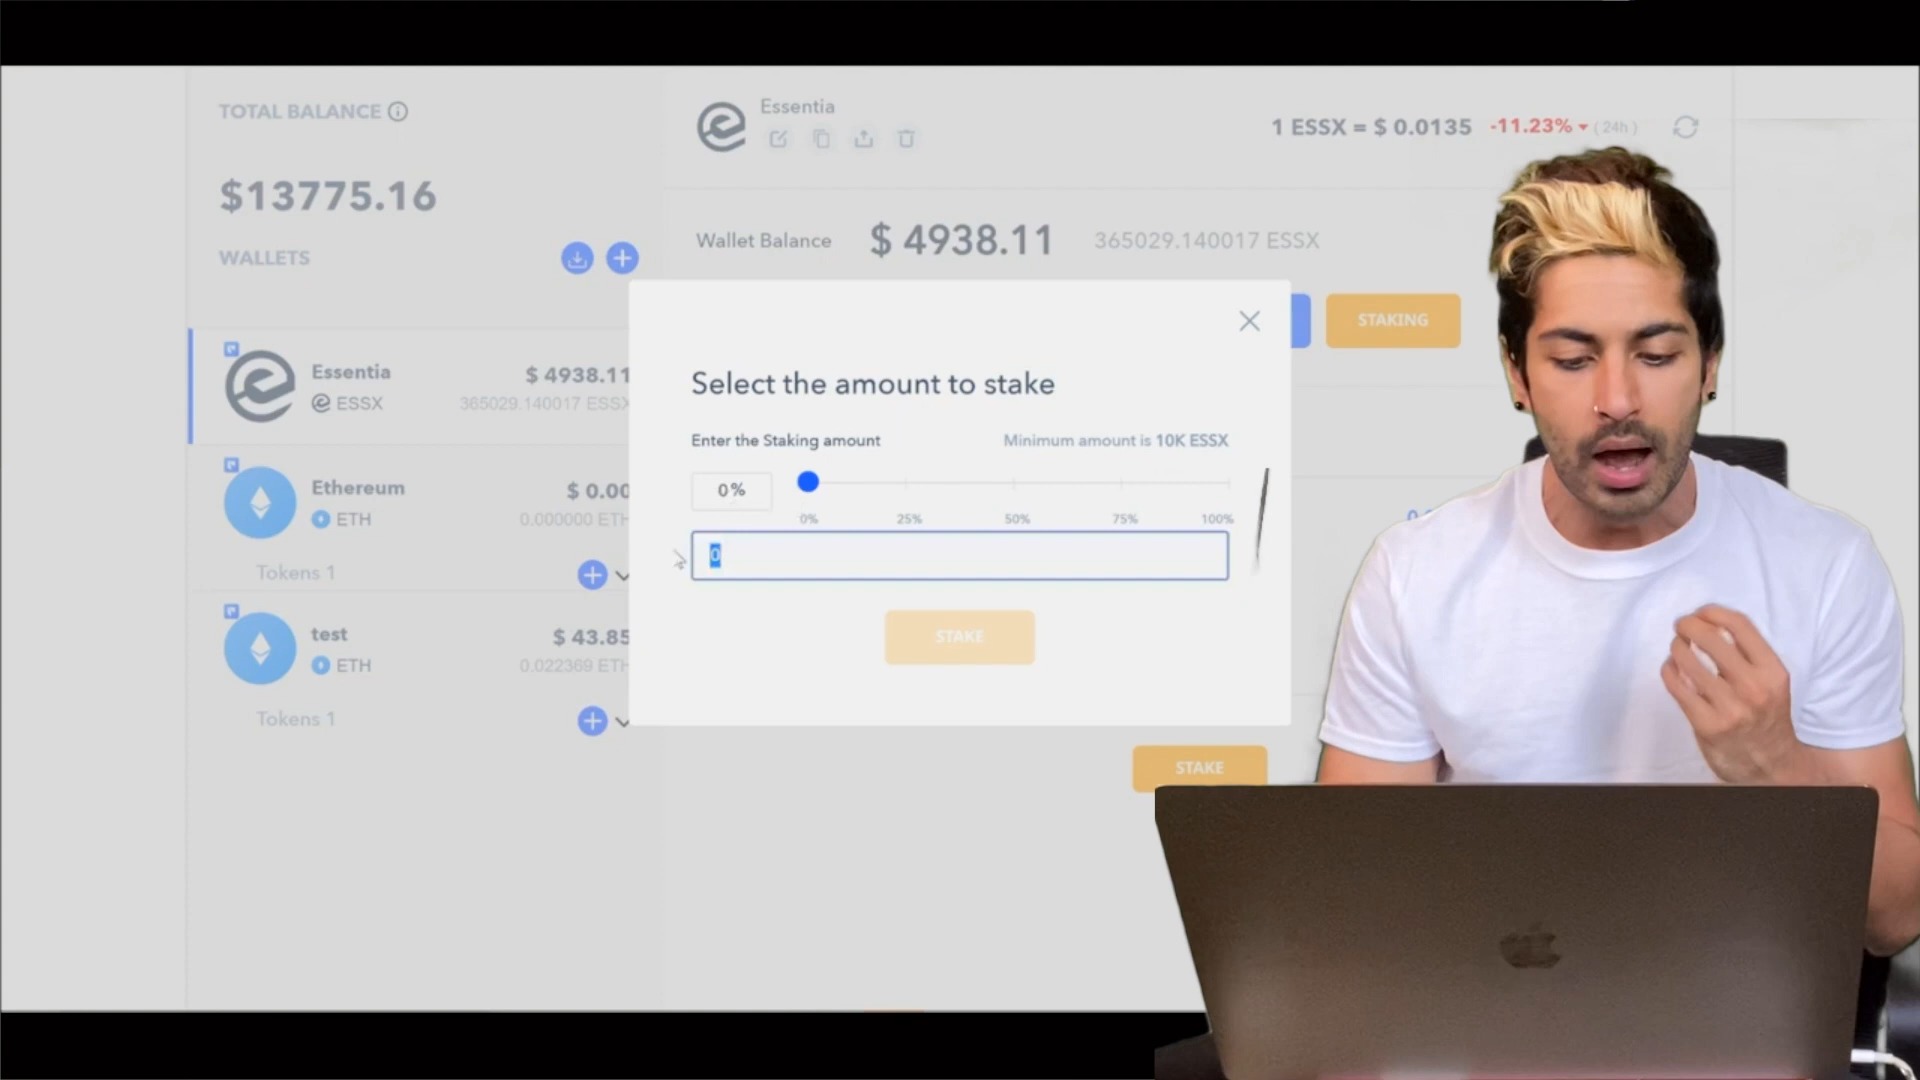 TOTAL BALANCE
$13775.16
WALLETS
Essentia
$ 4938.11
ESSX
365029.140017 ESSX
Ethereum
$ 0.00
ETH
0.000000 ETH
Tokens 1
test
$ 43.85
ETH
0.022369 ETH
Tokens 1
Essentia
1 ESSX = $ 0.0135 -11.23% (24h)
Wallet Balance $ 4938.11 365029.140017 ESSX
STAKING
Select the amount to stake
Enter the Staking amount Minimum amount is 10K ESSX
0%
0% 25% 50% 75% 100%
0
STAKE
STAKE